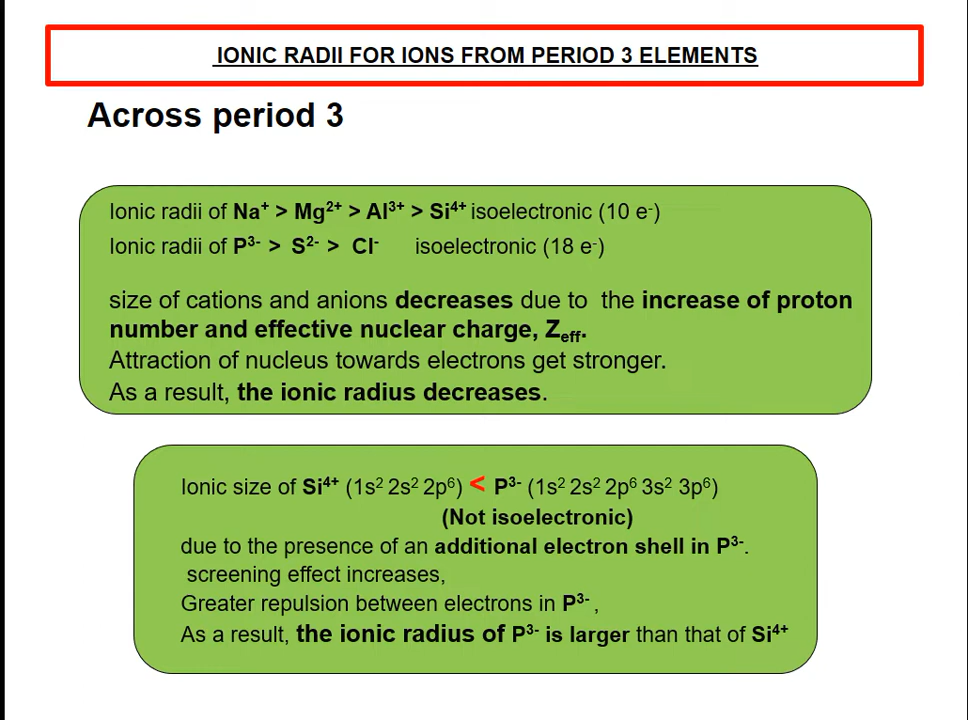 IONIC RADII FOR IONS FROM PERIOD 3 ELEMENTS
Across period 3
Ionic radii of Na⁺ > Mg²⁺ > Al³⁺ > Si⁴⁺ isoelectronic (10 e⁻)
Ionic radii of P³⁻ > S²⁻ > Cl⁻ isoelectronic (18 e⁻)
size of cations and anions decreases due to the increase of proton
number and effective nuclear charge, Zₑff.
Attraction of nucleus towards electrons get stronger.
As a result, the ionic radius decreases.
Ionic size of Si⁴⁺ (1s² 2s² 2p⁶) < P³⁻ (1s² 2s² 2p⁶ 3s² 3p⁶)
(Not isoelectronic)
due to the presence of an additional electron shell in P³⁻.
screening effect increases,
Greater repulsion between electrons in P³⁻,
As a result, the ionic radius of P³⁻ is larger than that of Si⁴⁺